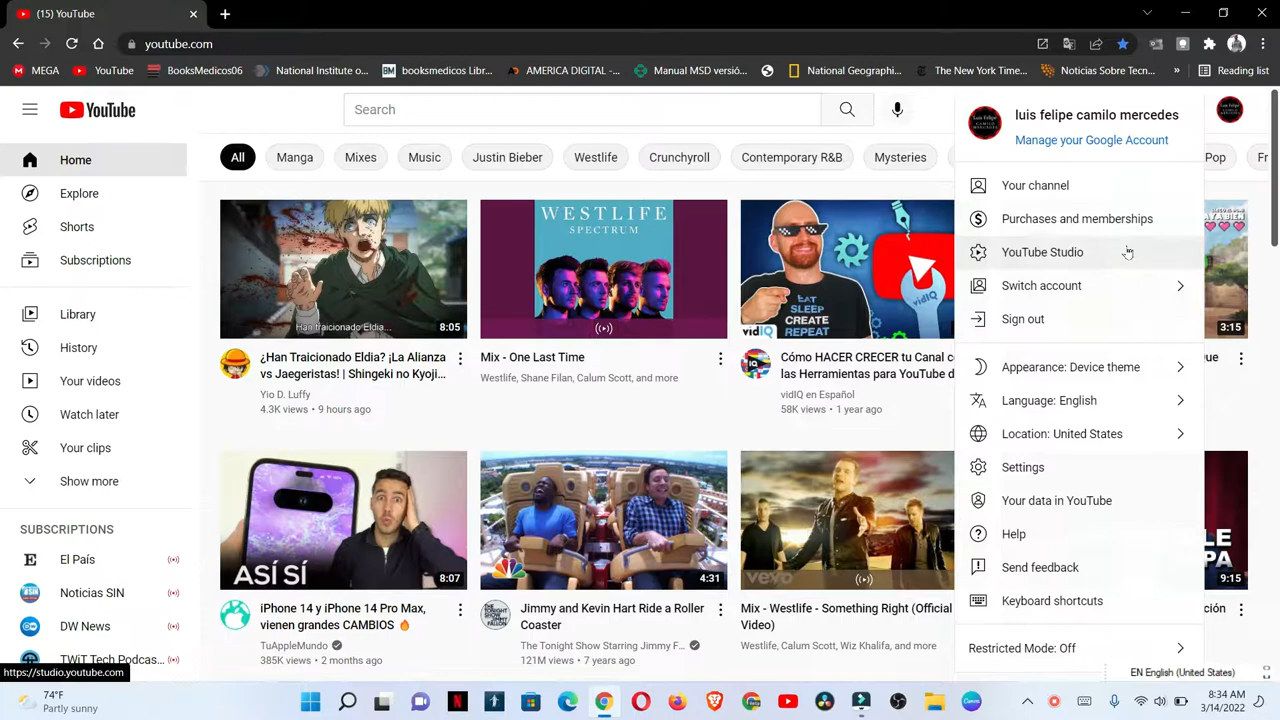 (15) YouTube
youtube.com
MEGA YouTube BooksMedicos06 National Institute o... booksmedicos Libr... AMERICA DIGITAL -... Manual MSD versió... National Geographi... The New York Time... Noticias Sobre Tec... » Reading list
YouTube
Search
luis felipe camilo mercedes
Manage your Google Account
All Manga Mixes Music Justin Bieber Westlife Crunchyroll Contemporary R&B Mysteries Pop
Home
Explore
Shorts
Subscriptions
Library
History
Your videos
Watch later
Your clips
Show more
SUBSCRIPTIONS
El País
Noticias SIN
DW News
TWiT Tech Podcas...
https://studio.youtube.com
Han traicionado Eldia...
8:05
¿Han Traicionado Eldia? ¡La Alianza
vs Jaegeristas! | Shingeki no Kyoji...
Yio D. Luffy
4.3K views • 9 hours ago
WESTLIFE
SPECTRUM
Mix - One Last Time
Westlife, Shane Filan, Calum Scott, and more
EAT
SLEEP
CREATE
REPEAT
vidIQ
vidIQ
Cómo HACER CRECER tu Canal c
las Herramientas para YouTube d
vidIQ en Español
58K views • 1 year ago
3:15
ASÍ SÍ
8:07
iPhone 14 y iPhone 14 Pro Max,
vienen grandes CAMBIOS 🔥
TuAppleMundo
385K views • 2 months ago
NBC
4:31
Jimmy and Kevin Hart Ride a Roller
Coaster
The Tonight Show Starring Jimmy F...
121M views • 7 years ago
vevo
Mix - Westlife - Something Right (Official
Video)
Westlife, Calum Scott, Wiz Khalifa, and more
9:15
Your channel
Purchases and memberships
YouTube Studio
Switch account
Sign out
Appearance: Device theme
Language: English
Location: United States
Settings
Your data in YouTube
Help
Send feedback
Keyboard shortcuts
Restricted Mode: Off
EN English (United States)
74°F
Partly sunny
8:34 AM
3/14/2022